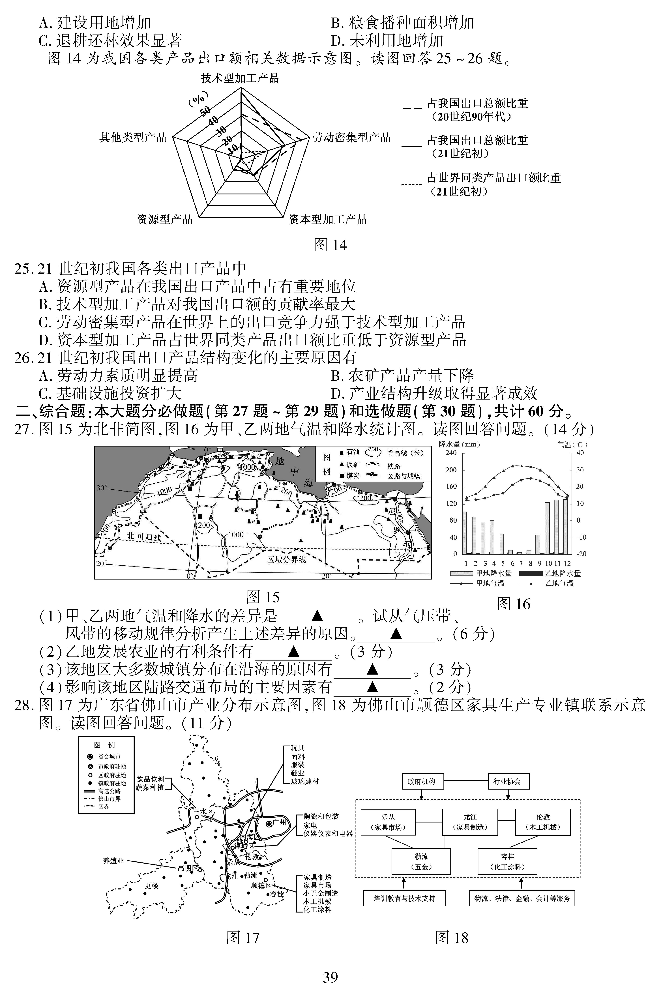 A. 建设用地增加 B. 粮食播种面积增加
C. 退耕还林效果显著 D. 未利用地增加
图 14 为我国各类产品出口额相关数据示意图。读图回答 25 ~ 26 题。
技术型加工产品
(%)
50
40
30
20
10
其他类型产品
劳动密集型产品
资源型产品
资本型加工产品
占我国出口总额比重
(20世纪90年代)
占我国出口总额比重
(21世纪初)
占世界同类产品出口额比重
(21世纪初)
图 14
25. 21 世纪初我国各类出口产品中
A. 资源型产品在我国出口产品中占有重要地位
B. 技术型加工产品对我国出口额的贡献率最大
C. 劳动密集型产品在世界上的出口竞争力强于技术型加工产品
D. 资本型加工产品占世界同类产品出口额比重低于资源型产品
26. 21 世纪初我国出口产品结构变化的主要原因有
A. 劳动力素质明显提高 B. 农矿产品产量下降
C. 基础设施投资扩大 D. 产业结构升级取得显著成效
二、综合题:本大题分必做题(第 27 题 ~ 第 29 题)和选做题(第 30 题),共计 60 分。
27. 图 15 为北非简图,图 16 为甲、乙两地气温和降水统计图。读图回答问题。(14 分)
0°
甲
地
中
海
图
例
石油
铁矿
煤炭
200
等高线(米)
铁路
公路与城镇
30°
1000
1000
200
200
200
200
200
200
1000
尼
罗
河
乙
北回归线
区域分界线
20°
0°
20°
图 15
降水量(mm) 气温(℃)
240 40
200 30
160 20
120 10
80 0
40 -10
0 -20
1 2 3 4 5 6 7 8 9 10 11 12
甲地降水量 乙地降水量
甲地气温 乙地气温
图 16
(1)甲、乙两地气温和降水的差异是 ▲ 。试从气压带、
风带的移动规律分析产生上述差异的原因。 ▲ 。(6 分)
(2)乙地发展农业的有利条件有 ▲ 。(3 分)
(3)该地区大多数城镇分布在沿海的原因有 ▲ 。(3 分)
(4)影响该地区陆路交通布局的主要因素有 ▲ 。(2 分)
28. 图 17 为广东省佛山市产业分布示意图,图 18 为佛山市顺德区家具生产专业镇联系示意
图。读图回答问题。(11 分)
图 例
省会城市
市政府驻地
区政府驻地
镇政府驻地
高速公路
佛山市界
区界
饮品饮料
蔬菜种植
玩具
面料
服装
鞋业
玻璃建材
三水区
广州
南海区
禅城区
陶瓷和包装
家电
仪器仪表和电器
伦教
乐从
养殖业
高明区
更楼
龙江
勒流
顺德区
容桂
家具制造
家具市场
小五金制造
木工机械
化工涂料
图 17
政府机构 行业协会
乐从 龙江 伦教
(家具市场) (家具制造) (木工机械)
勒流 容桂
(五金) (化工涂料)
培训教育与技术支持 物流、法律、金融、会计等服务
图 18
— 39 —